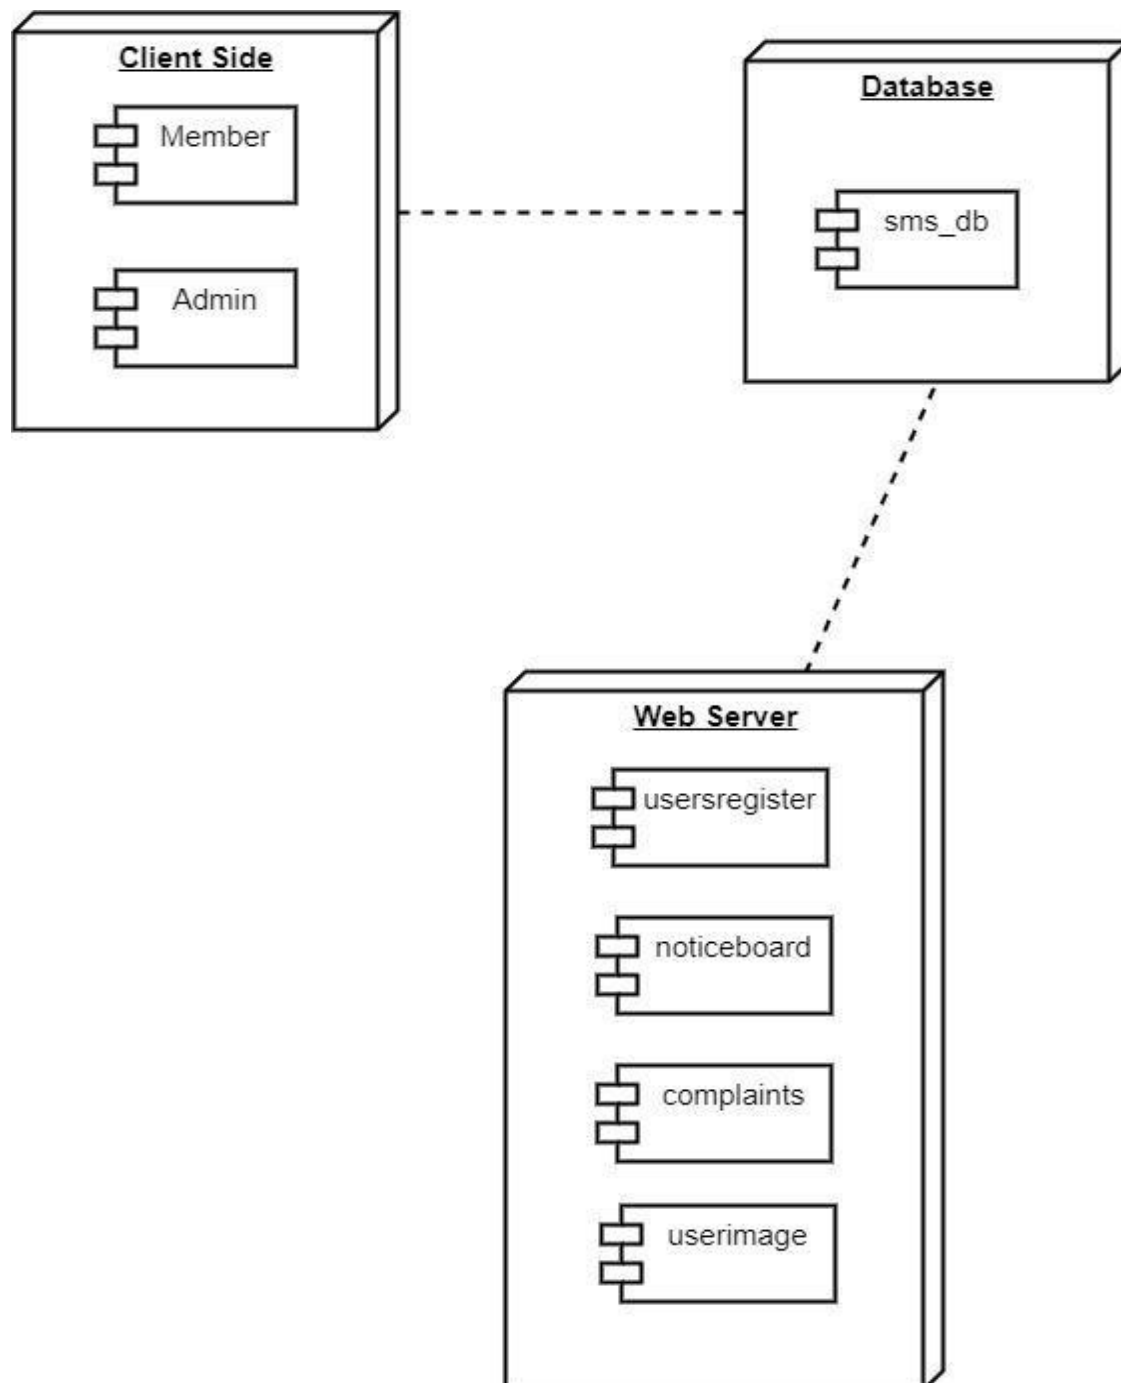 Client Side
Member
Admin
Database
sms_db
Web Server
usersregister
noticeboard
complaints
userimage